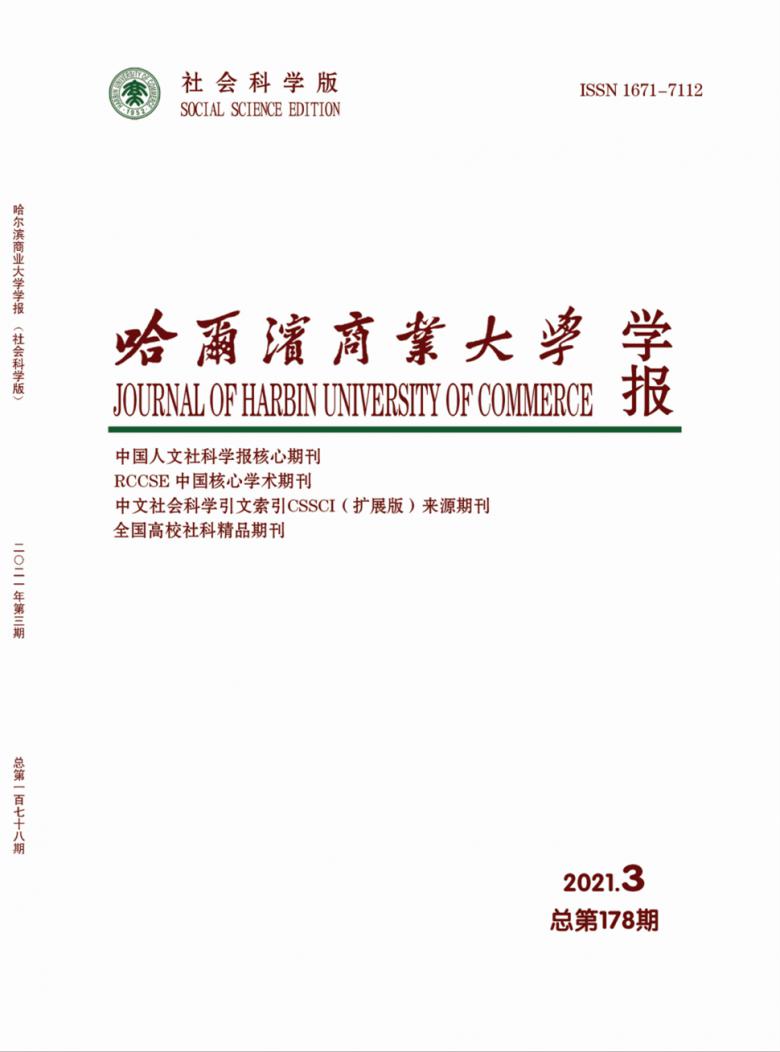 社会科学版
SOCIAL SCIENCE EDITION
ISSN 1671-7112
哈爾濱商業大學
学报
JOURNAL OF HARBIN UNIVERSITY OF COMMERCE
中国人文社科学报核心期刊
RCCSE 中国核心学术期刊
中文社会科学引文索引CSSCI（扩展版）来源期刊
全国高校社科精品期刊
2021.3
总第178期
哈尔滨商业大学学报（社会科学版）
二〇二一年第三期
总第一百七十八期
HARBIN UNIVERSITY OF COMMERCE
1952